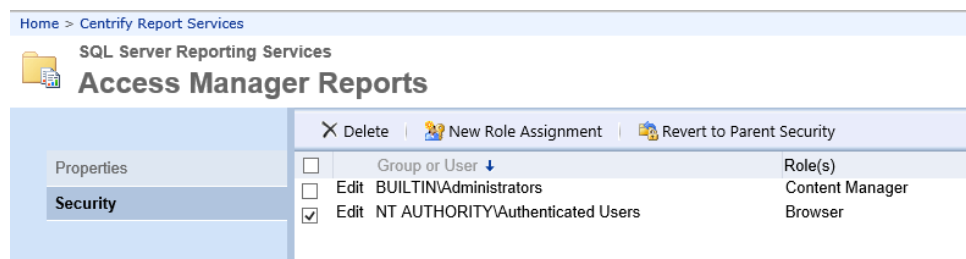 Home > Centrify Report Services
SQL Server Reporting Services
Access Manager Reports
Delete | New Role Assignment | Revert to Parent Security
Properties
Security
Group or User Role(s)
Edit BUILTIN\Administrators Content Manager
Edit NT AUTHORITY\Authenticated Users Browser